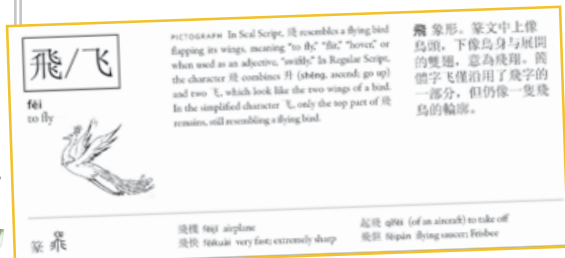 飛/飞
fēi
to fly
PICTOGRAPH In Seal Script, 飛 resembles a flying bird
flapping its wings, meaning "to fly," "flit," "hover," or
when used as an adjective, "swiftly." In Regular Script,
the character 飛 combines 升 (shēng, ascend; go up)
and two 飞, which look like the two wings of a bird.
In the simplified character 飞, only the top part of 飛
remains, still resembling a flying bird.
飛 象形。篆文中上像
鳥頭，下像鳥身与展開
的雙翅，意為飛翔。簡
體字飞僅沿用了飛字的
一部分，但仍像一隻飛
鳥的輪廓。
篆
飛機 fēijī airplane
飛快 fēikuài very fast; extremely sharp
起飛 qǐfēi (of an aircraft) to take off
飛盤 fēipán flying saucer; Frisbee